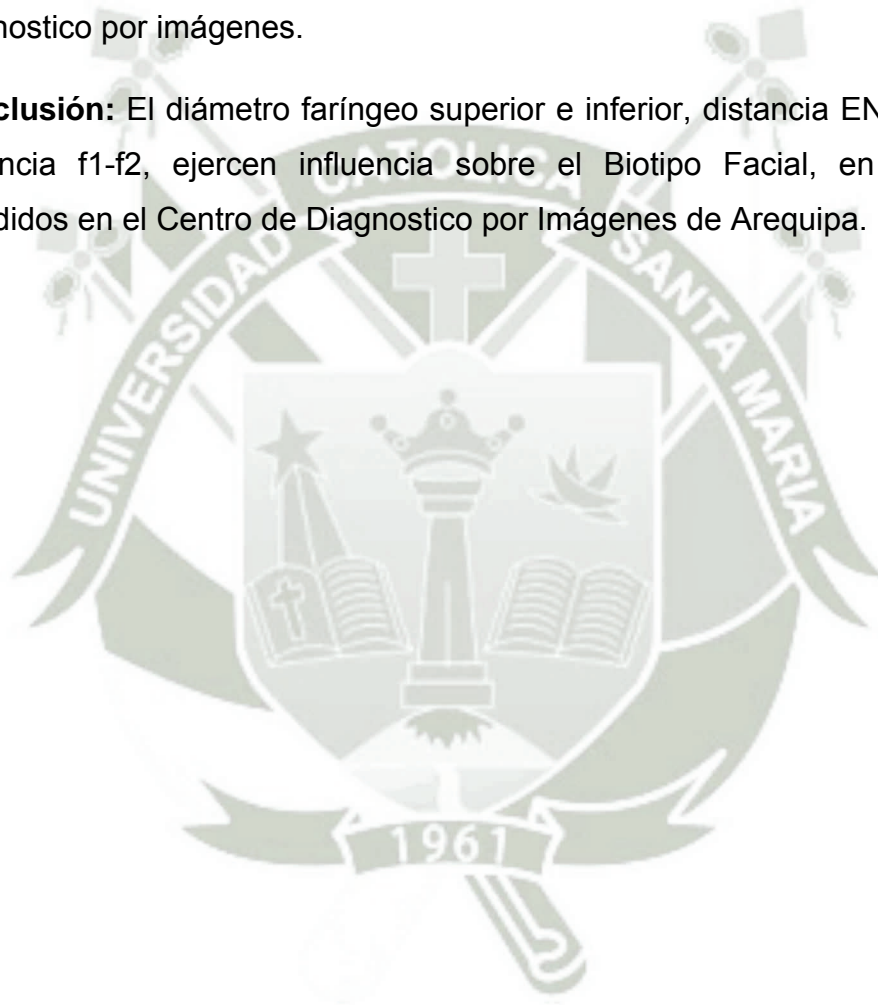 nostico por imágenes.
clusión: El diámetro faríngeo superior e inferior, distancia EN
ncia f1-f2, ejercen influencia sobre el Biotipo Facial, en
didos en el Centro de Diagnostico por Imágenes de Arequipa.
UNIVERSIDAD CATOLICA SANTA MARIA
1961